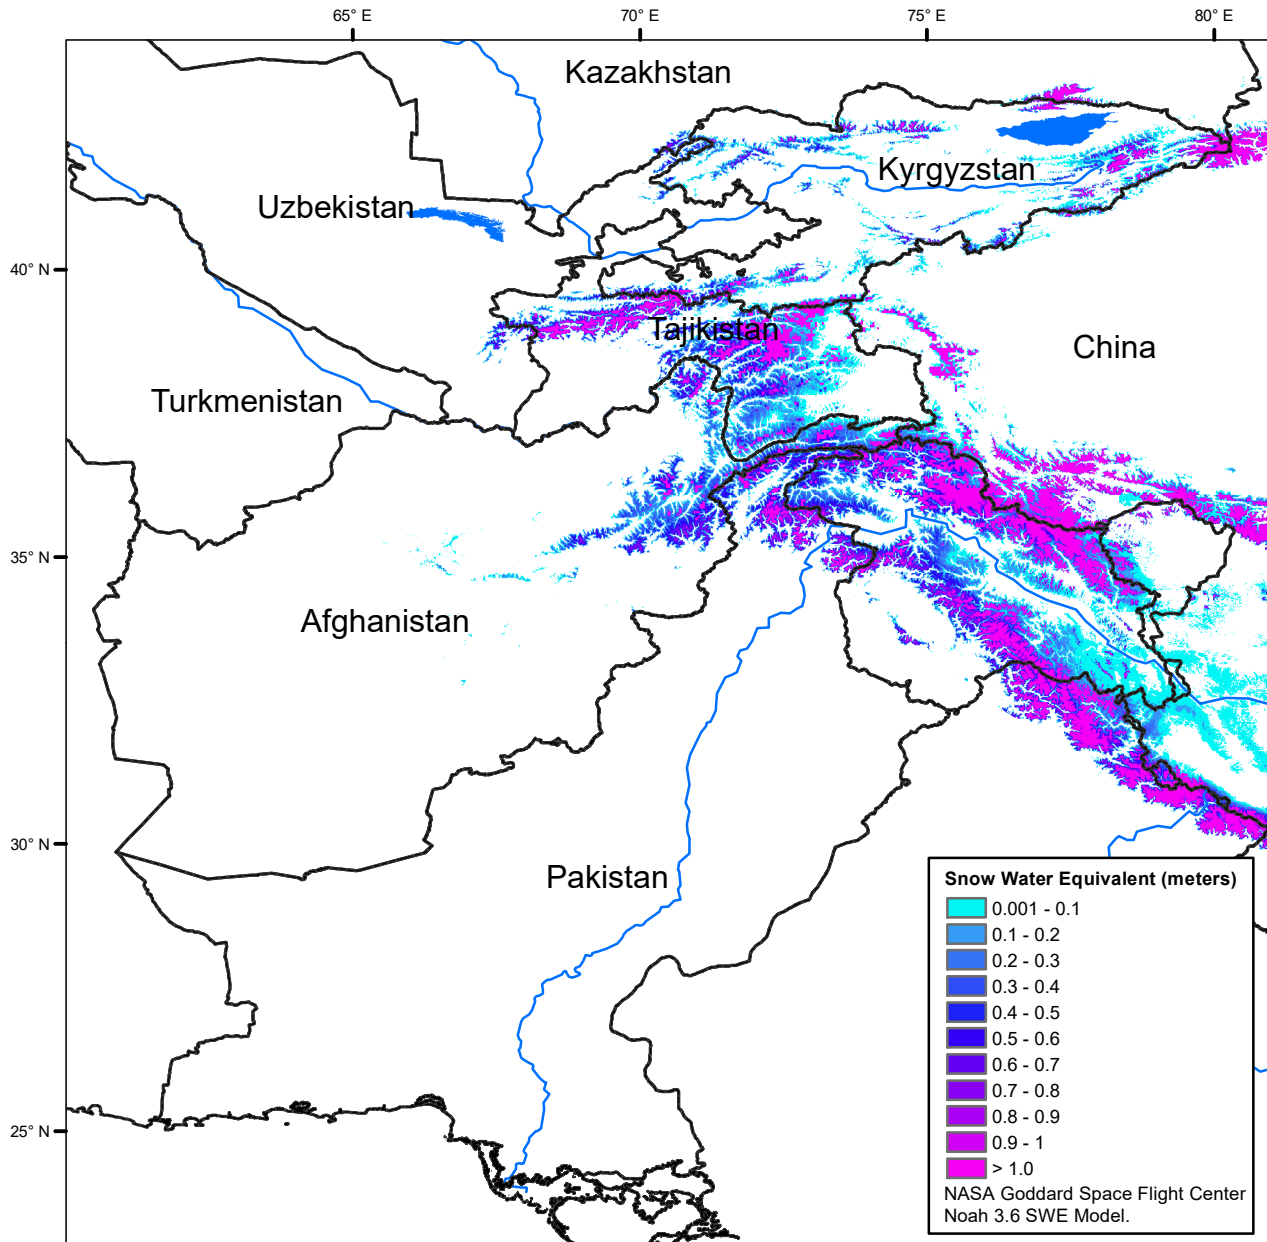 65° E
70° E
75° E
80° E
Kazakhstan
Kyrgyzstan
Uzbekistan
40° N
Tajikistan
China
Turkmenistan
35° N
Afghanistan
30° N
Pakistan
25° N
Snow Water Equivalent (meters)
0.001 - 0.1
0.1 - 0.2
0.2 - 0.3
0.3 - 0.4
0.4 - 0.5
0.5 - 0.6
0.6 - 0.7
0.7 - 0.8
0.8 - 0.9
0.9 - 1
> 1.0
NASA Goddard Space Flight Center
Noah 3.6 SWE Model.